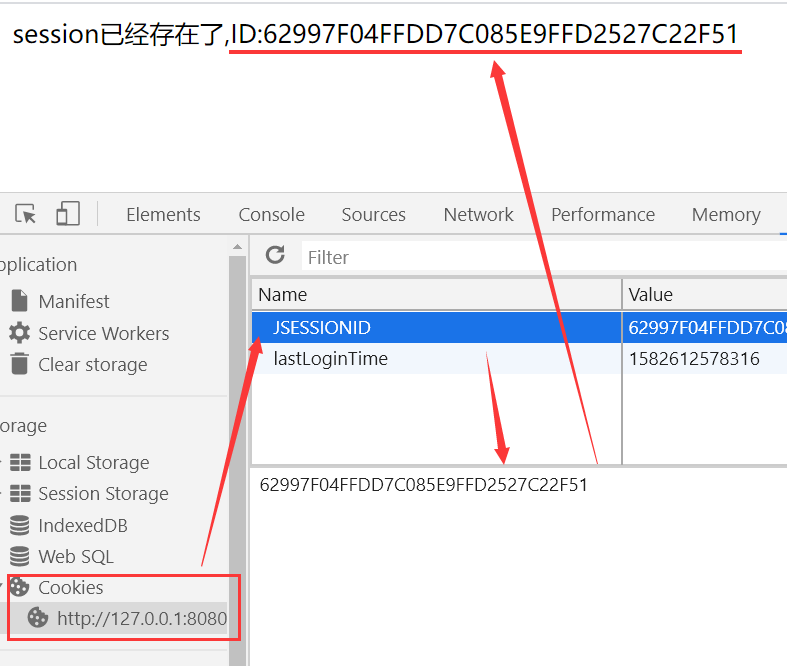 session已经存在了,ID:62997F04FFDD7C085E9FFD2527C22F51
Elements Console Sources Network Performance Memory
pplication
Filter
Manifest
Service Workers
Clear storage
Name Value
JSESSIONID 62997F04FFDD7C08
lastLoginTime 1582612578316
orage
Local Storage
Session Storage
IndexedDB
Web SQL
Cookies
http://127.0.0.1:8080
62997F04FFDD7C085E9FFD2527C22F51